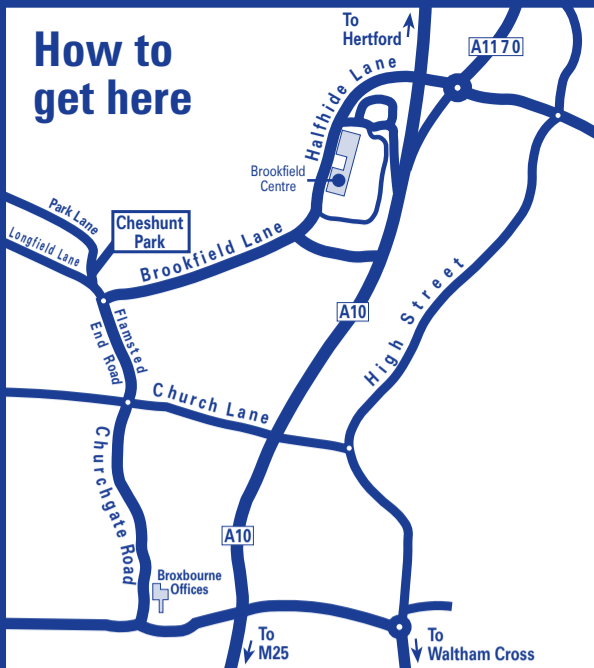 How to
get here
To
Hertford
A1170
Halfhide Lane
Brookfield
Centre
Park Lane
Longfield Lane
Cheshunt
Park
Brookfield Lane
A10
High Street
Flamsted
End Road
Church Lane
Churchgate Road
A10
Broxbourne
Offices
To
M25
To
Waltham Cross